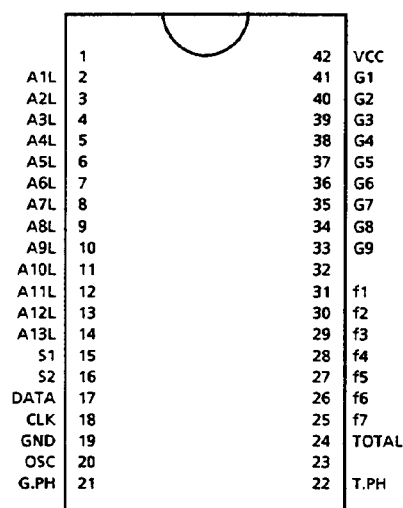 1 42 VCC
A1L 2 41 G1
A2L 3 40 G2
A3L 4 39 G3
A4L 5 38 G4
A5L 6 37 G5
A6L 7 36 G6
A7L 8 35 G7
A8L 9 34 G8
A9L 10 33 G9
A10L 11 32
A11L 12 31 f1
A12L 13 30 f2
A13L 14 29 f3
S1 15 28 f4
S2 16 27 f5
DATA 17 26 f6
CLK 18 25 f7
GND 19 24 TOTAL
OSC 20 23
G.PH 21 22 T.PH